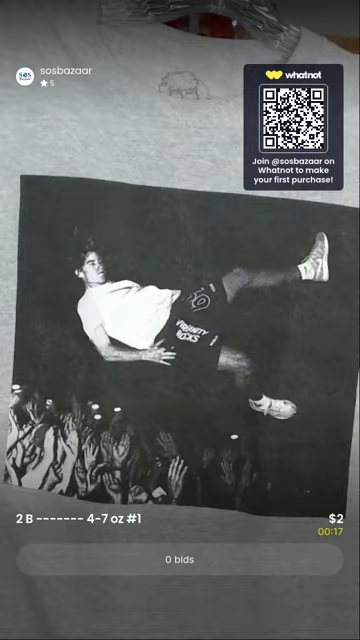 sosbazaar
SOS
★ 5
whatnot
Join @sosbazaar on
Whatnot to make
your first purchase!
VIRGINITY
ROCKS
2 B ------- 4-7 oz #1
$2
00:17
0 bids